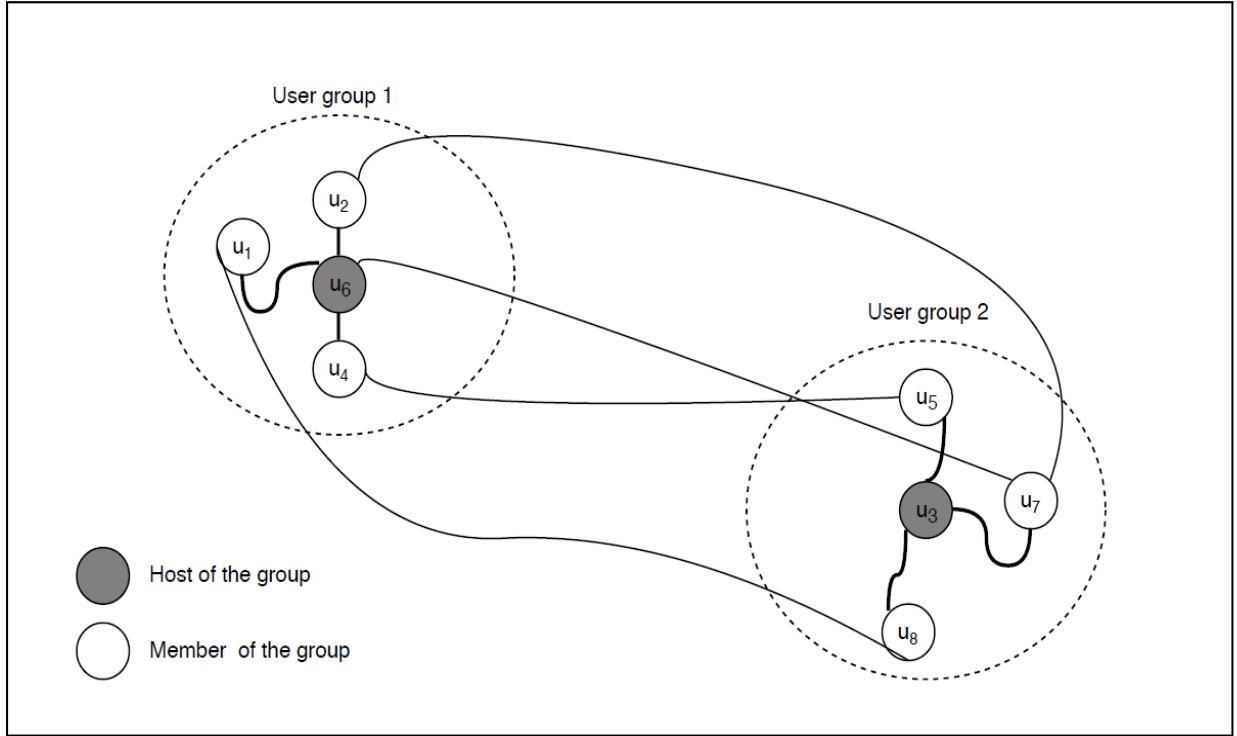 User group 1
u2
u1
u6
u4
User group 2
u5
u7
u3
u8
Host of the group
Member of the group